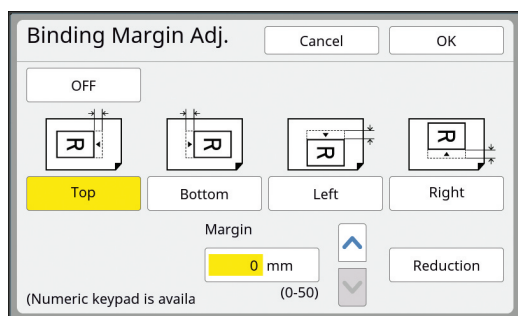 Binding Margin Adj. Cancel OK
OFF
R R R R
Top Bottom Left Right
Margin
0 mm Reduction
(Numeric keypad is availa (0-50)